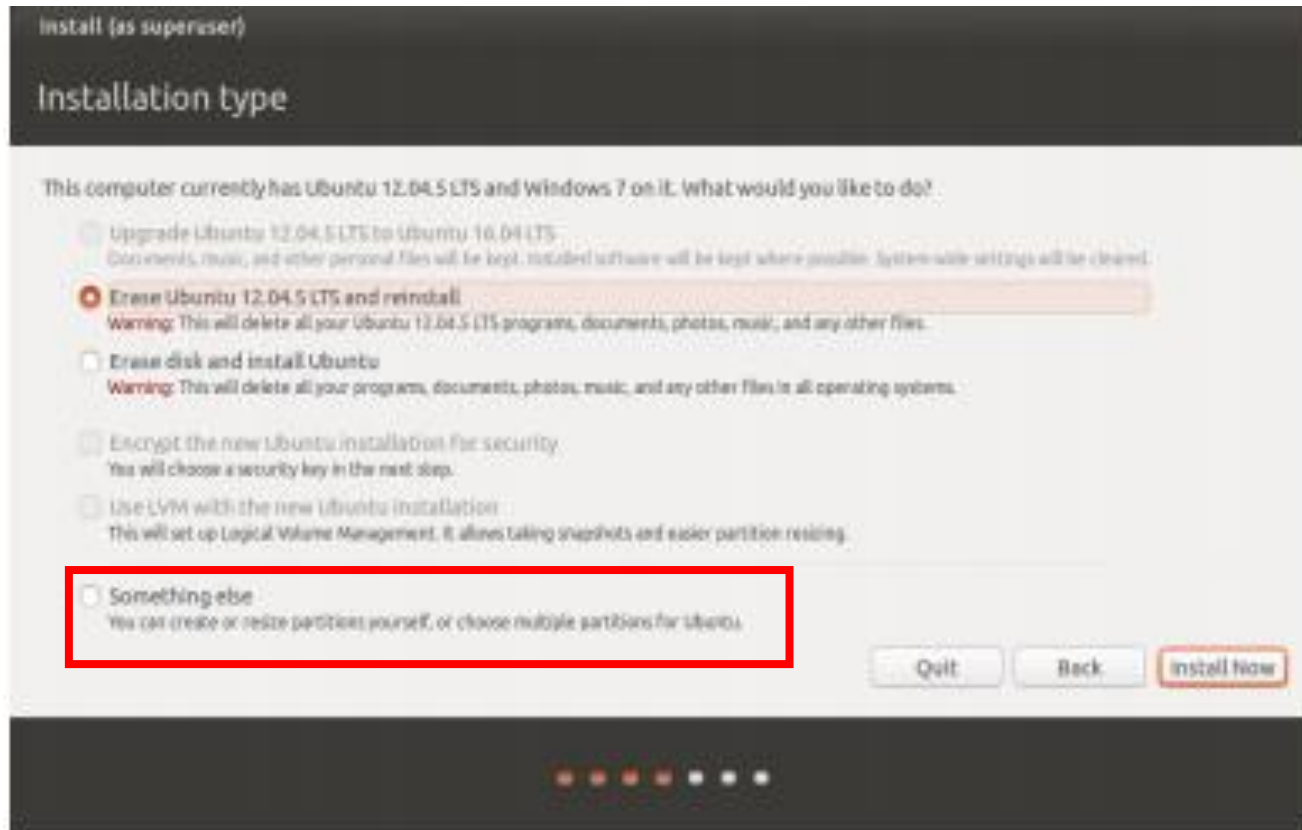 Install (as superuser)
Installation type
This computer currently has Ubuntu 12.04.5 LTS and Windows 7 on it. What would you like to do?
Upgrade Ubuntu 12.04.5 LTS to Ubuntu 16.04 LTS
Documents, music, and other personal files will be kept. Installed software will be kept where possible. System-wide settings will be cleared.
Erase Ubuntu 12.04.5 LTS and reinstall
Warning: This will delete all your Ubuntu 12.04.5 LTS programs, documents, photos, music, and any other files.
Erase disk and install Ubuntu
Warning: This will delete all your programs, documents, photos, music, and any other files in all operating systems.
Encrypt the new Ubuntu installation for security
You will choose a security key in the next step.
Use LVM with the new Ubuntu installation
This will set up Logical Volume Management. It allows taking snapshots and easier partition resizing.
Something else
You can create or resize partitions yourself, or choose multiple partitions for Ubuntu.
Quit Back Install Now